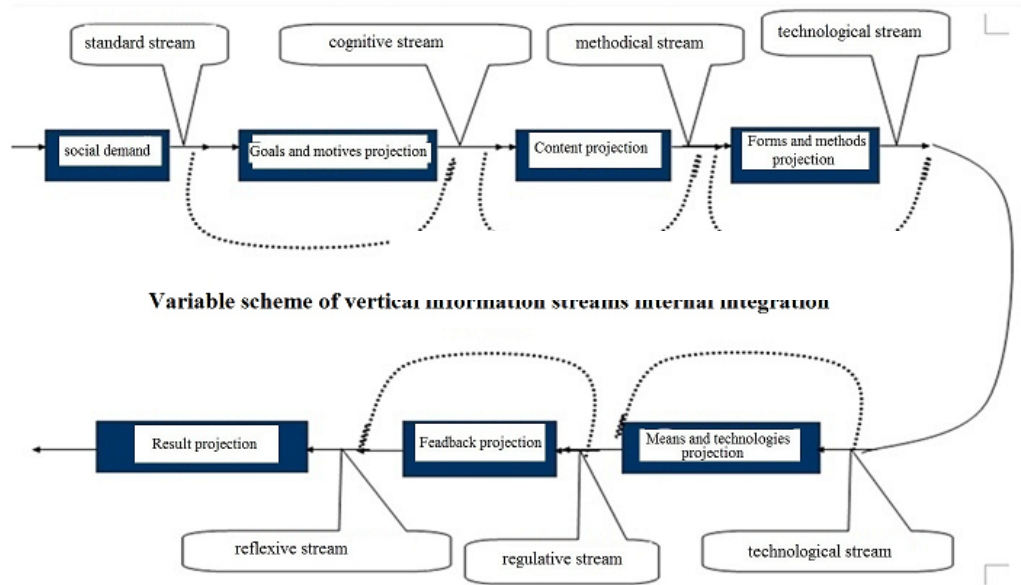 standard stream
cognitive stream
methodical stream
technological stream
social demand
Goals and motives projection
Content projection
Forms and methods
projection
Variable scheme of vertical information streams internal integration
Result projection
Feadback projection
Means and technologies
projection
reflexive stream
regulative stream
technological stream